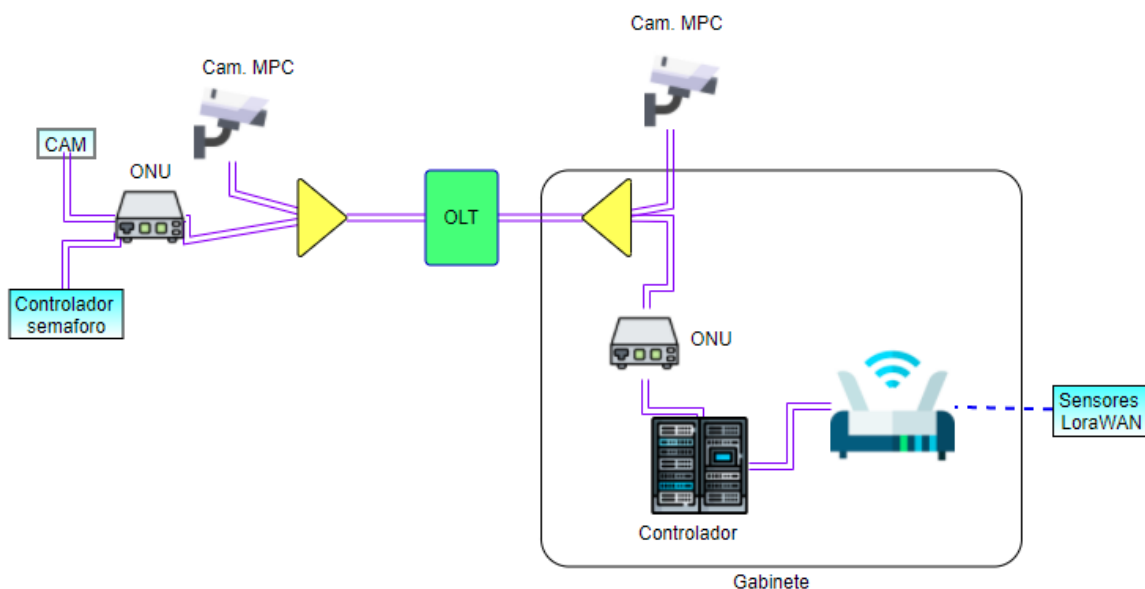 Cam. MPC
Cam. MPC
CAM
ONU
OLT
Controlador
semaforo
ONU
Sensores
LoraWAN
Controlador
Gabinete